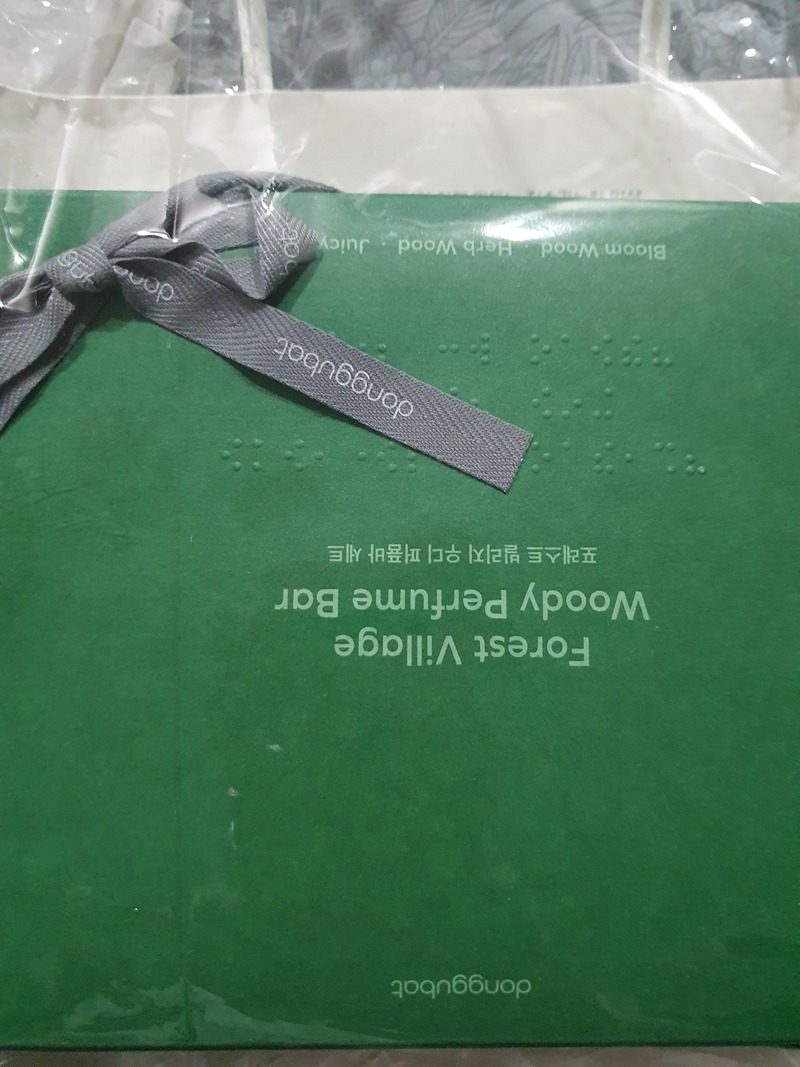 donggubat
Forest Village
Woody Perfume Bar
포레스트 빌리지 우디 퍼퓸바 세트
donggubat
Bloom Wood · Herb Wood · Juicy